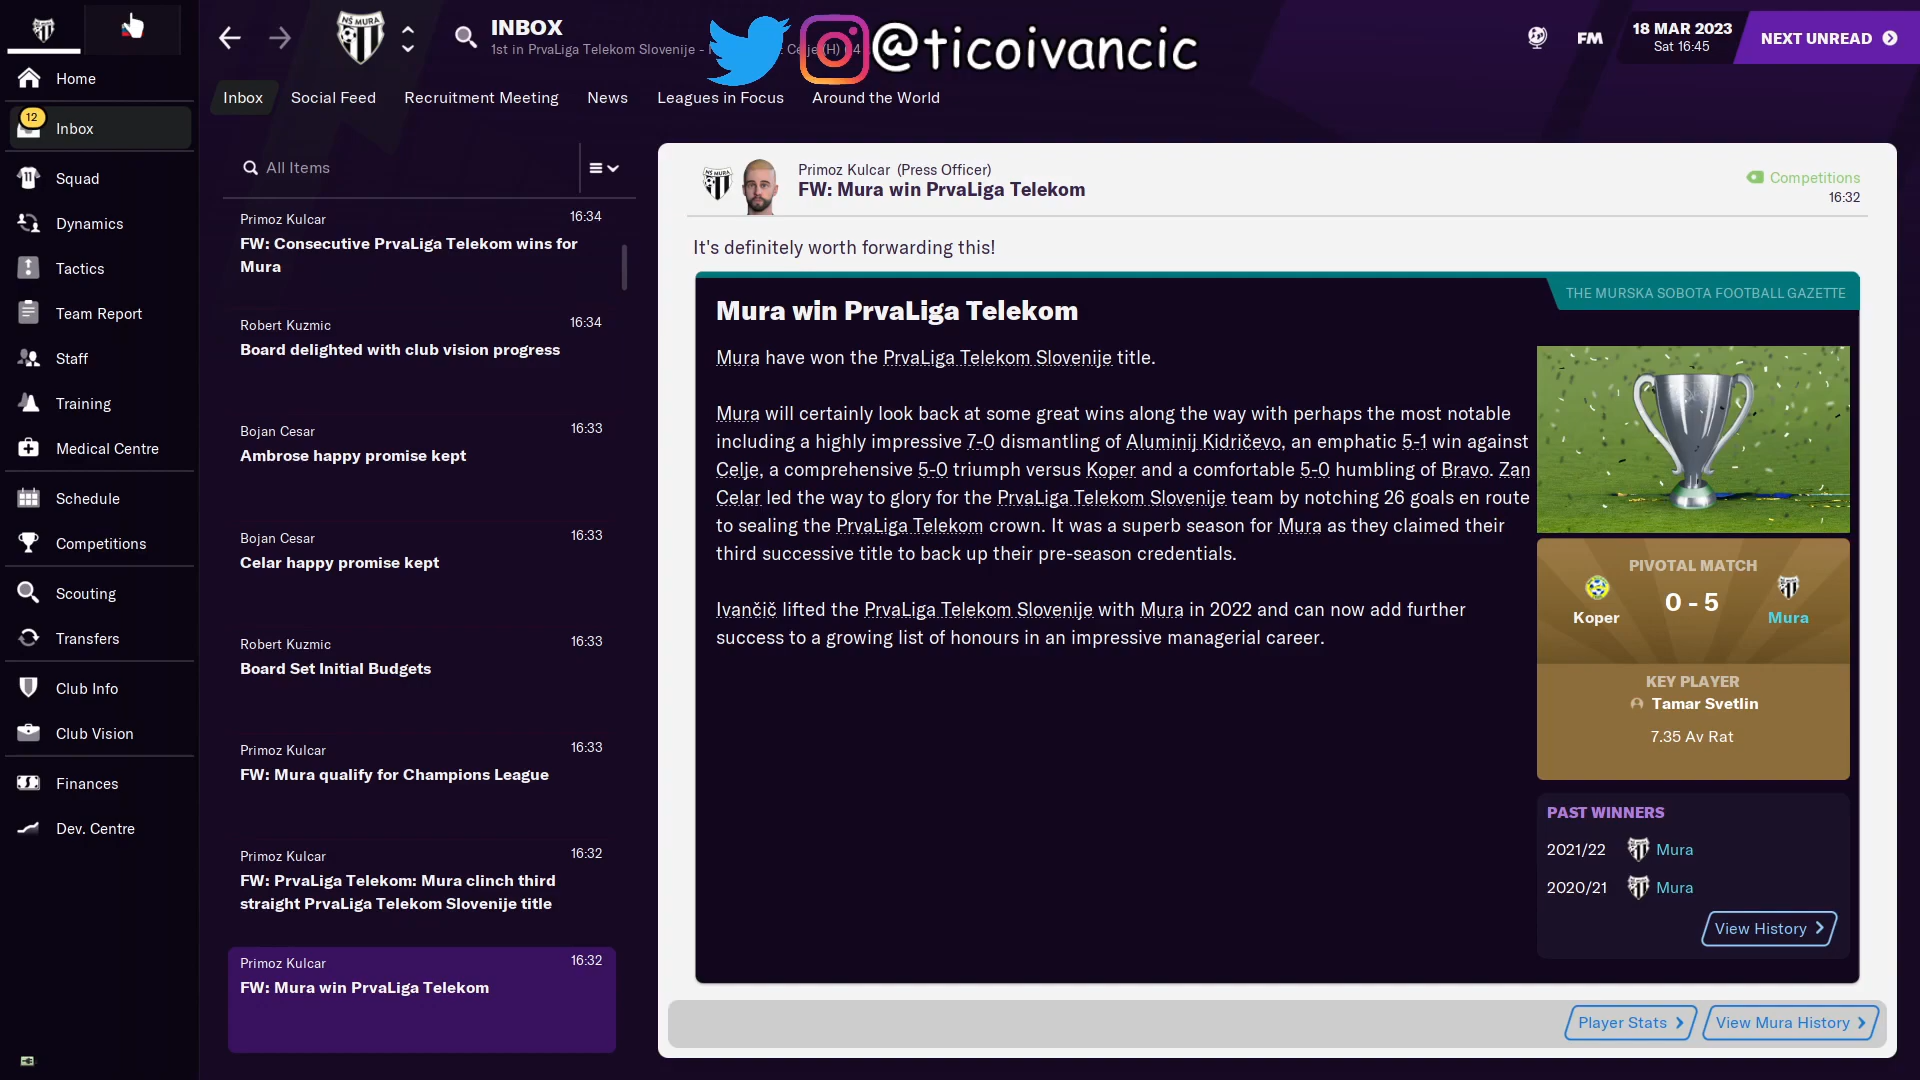 NŠ MURA
INBOX
1st in PrvaLiga Telekom Slovenije -
@ticoivancic
FM
18 MAR 2023
Sat 16:45
NEXT UNREAD
Inbox
Social Feed
Recruitment Meeting
News
Leagues in Focus
Around the World
Home
12
Inbox
Squad
Dynamics
Tactics
Team Report
Staff
Training
Medical Centre
Schedule
Competitions
Scouting
Transfers
Club Info
Club Vision
Finances
Dev. Centre
All Items
Primoz Kulcar 16:34
FW: Consecutive PrvaLiga Telekom wins for
Mura
Robert Kuzmic 16:34
Board delighted with club vision progress
Bojan Cesar 16:33
Ambrose happy promise kept
Bojan Cesar 16:33
Celar happy promise kept
Robert Kuzmic 16:33
Board Set Initial Budgets
Primoz Kulcar 16:33
FW: Mura qualify for Champions League
Primoz Kulcar 16:32
FW: PrvaLiga Telekom: Mura clinch third
straight PrvaLiga Telekom Slovenije title
Primoz Kulcar 16:32
FW: Mura win PrvaLiga Telekom
NŠ MURA
Primoz Kulcar (Press Officer)
FW: Mura win PrvaLiga Telekom
Competitions
16:32
It's definitely worth forwarding this!
THE MURSKA SOBOTA FOOTBALL GAZETTE
Mura win PrvaLiga Telekom
Mura have won the PrvaLiga Telekom Slovenije title.
Mura will certainly look back at some great wins along the way with perhaps the most notable
including a highly impressive 7-0 dismantling of Aluminij Kidričevo, an emphatic 5-1 win against
Celje, a comprehensive 5-0 triumph versus Koper and a comfortable 5-0 humbling of Bravo. Zan
Celar led the way to glory for the PrvaLiga Telekom Slovenije team by notching 26 goals en route
to sealing the PrvaLiga Telekom crown. It was a superb season for Mura as they claimed their
third successive title to back up their pre-season credentials.
Ivančič lifted the PrvaLiga Telekom Slovenije with Mura in 2022 and can now add further
success to a growing list of honours in an impressive managerial career.
PIVOTAL MATCH
0 - 5
Koper
Mura
KEY PLAYER
Tamar Svetlin
7.35 Av Rat
PAST WINNERS
2021/22 Mura
2020/21 Mura
View History
Player Stats
View Mura History